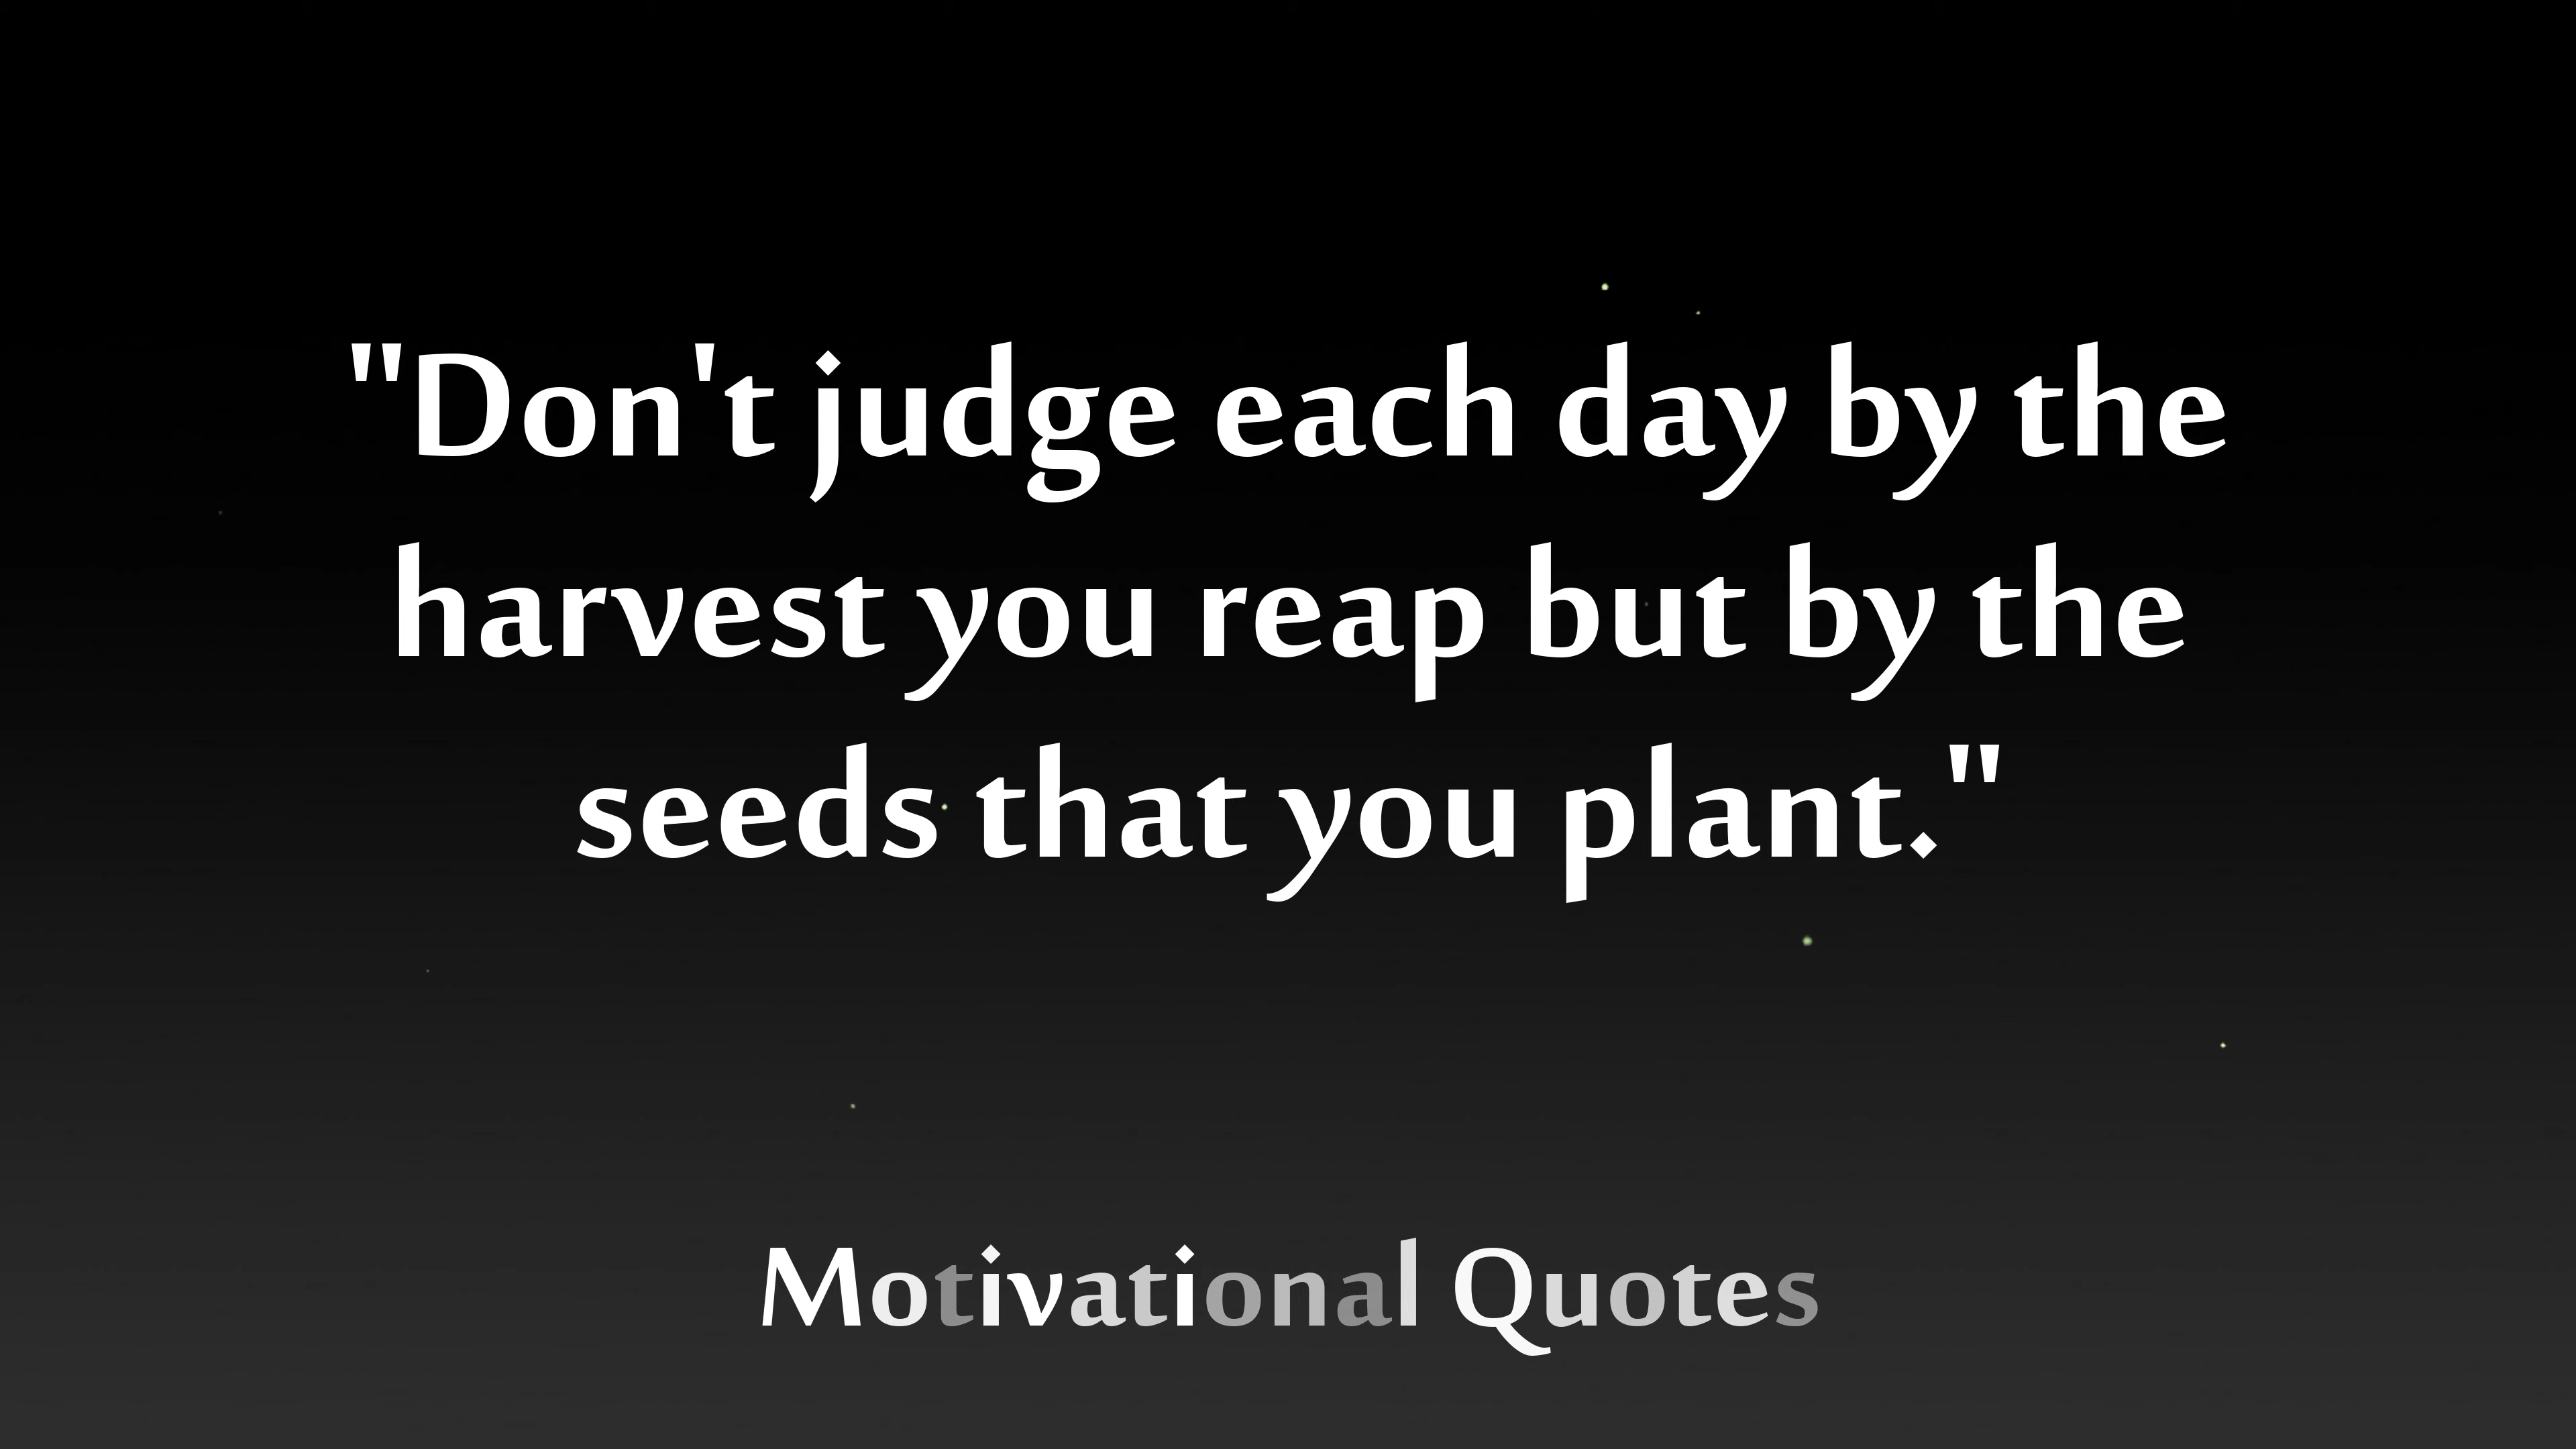 "Don't judge each day by the
harvest you reap but by the
seeds that you plant."
Motivational Quotes